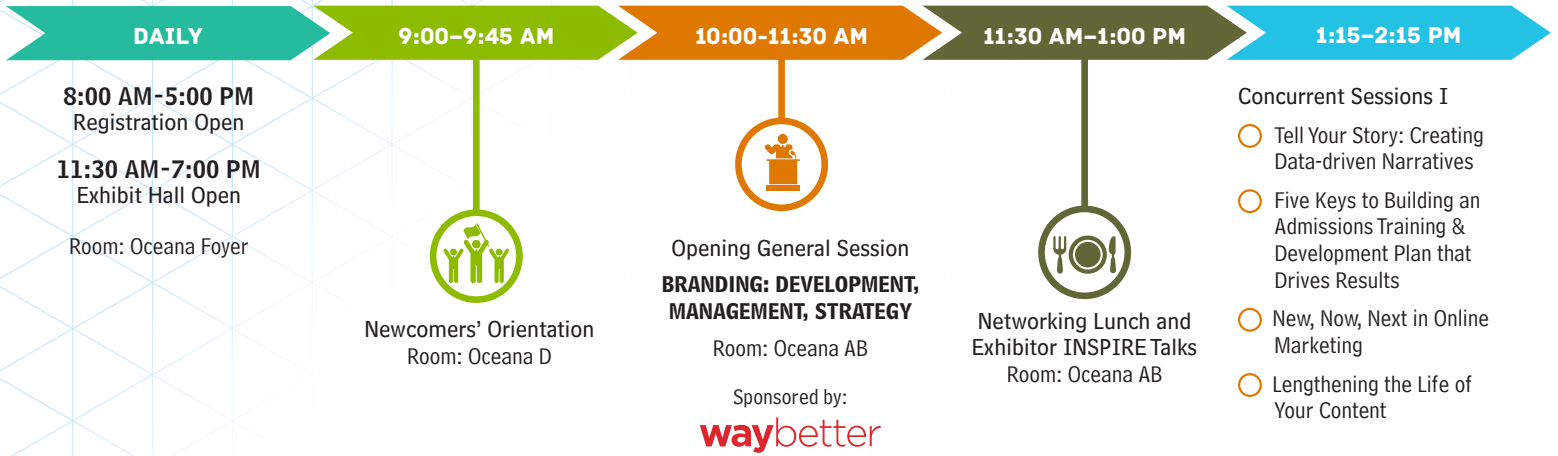 DAILY
8:00 AM-5:00 PM
Registration Open
11:30 AM-7:00 PM
Exhibit Hall Open
Room: Oceana Foyer
9:00–9:45 AM
Newcomers’ Orientation
Room: Oceana D
10:00-11:30 AM
Opening General Session
BRANDING: DEVELOPMENT,
MANAGEMENT, STRATEGY
Room: Oceana AB
Sponsored by:
waybetter
11:30 AM–1:00 PM
Networking Lunch and
Exhibitor INSPIRE Talks
Room: Oceana AB
1:15–2:15 PM
Concurrent Sessions I
Tell Your Story: Creating
Data-driven Narratives
Five Keys to Building an
Admissions Training &
Development Plan that
Drives Results
New, Now, Next in Online
Marketing
Lengthening the Life of
Your Content